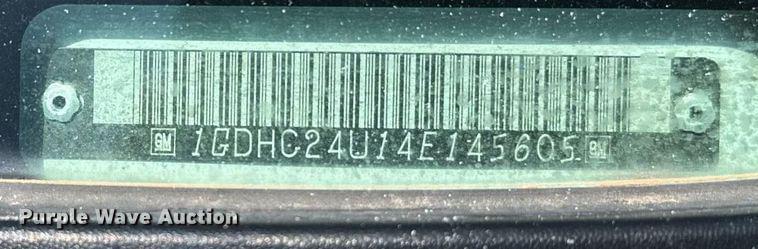 GM 1GDHC24U14E145605 GM
Purple Wave Auction